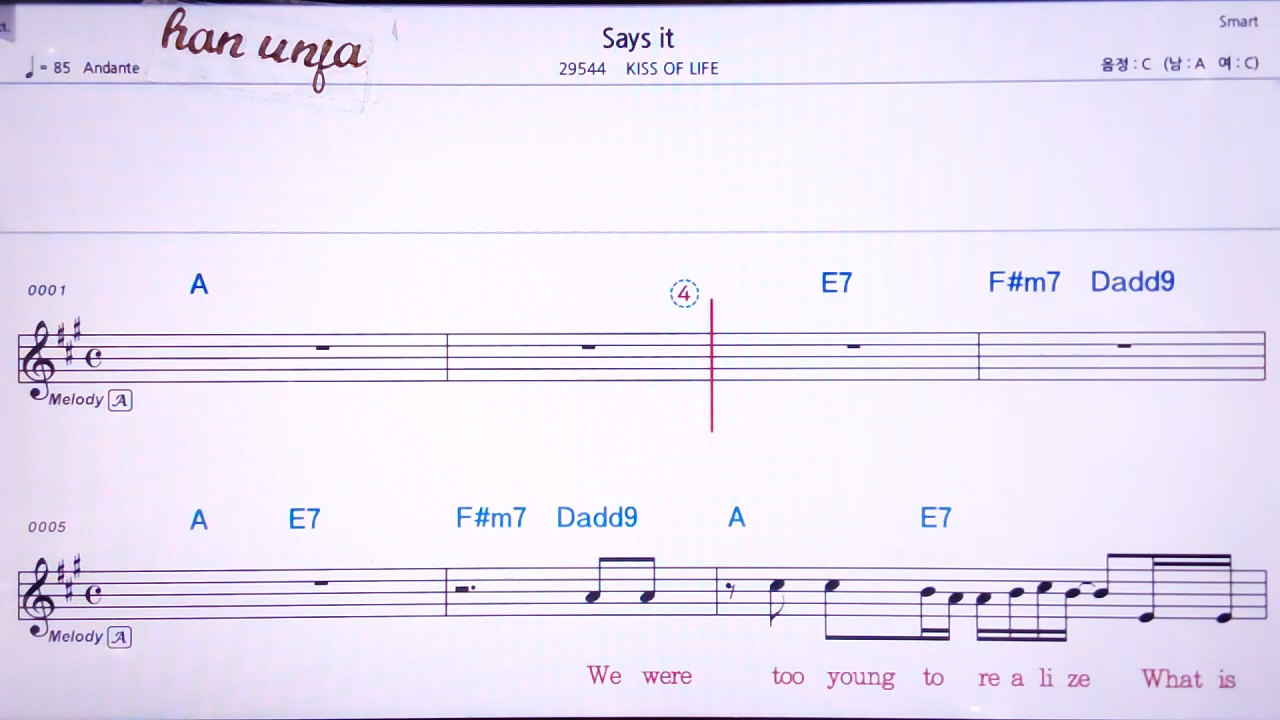 han unfa
Says it
Smart
♩= 85 Andante
29544 KISS OF LIFE
음정 : C (남 : A 여 : C)
A ④ E7 F#m7 Dadd9
0001
Melody A
A E7 F#m7 Dadd9 A E7
0005
Melody A
We were too young to re a li ze What is